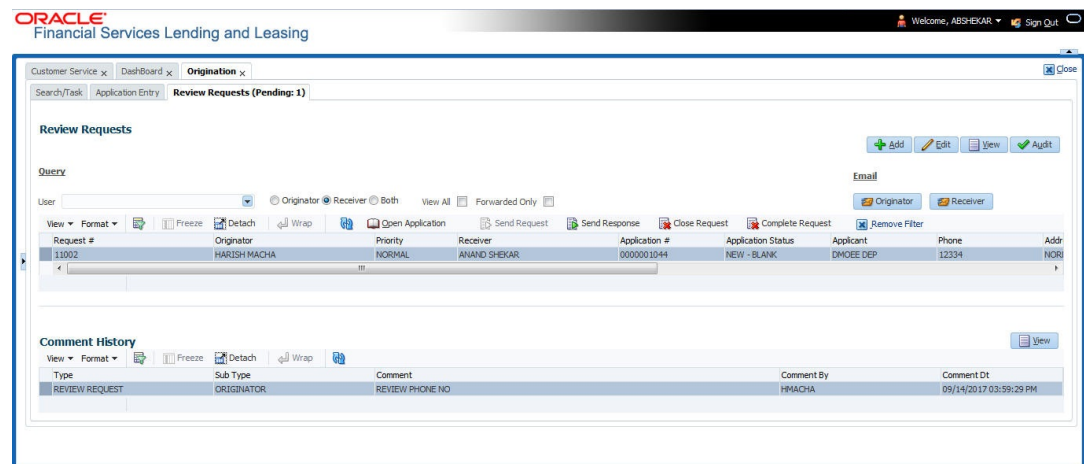 ORACLE®
Financial Services Lending and Leasing
Welcome, ABSHEKAR Sign Out
Customer Service x DashBoard x Origination x Close
Search/Task Application Entry Review Requests (Pending: 1)
Review Requests
Add Edit View Audit
Query Email
User Originator Receiver Both View All Forwarded Only Originator Receiver
View Format Freeze Detach Wrap Open Application Send Request Send Response Close Request Complete Request Remove Filter
Request # Originator Priority Receiver Application # Application Status Applicant Phone Addr
11002 HARISH MACHA NORMAL ANAND SHEKAR 0000001044 NEW - BLANK DMOEE DEP 12334 NORM
Comment History View
View Format Freeze Detach Wrap
Type Sub Type Comment Comment By Comment Dt
REVIEW REQUEST ORIGINATOR REVIEW PHONE NO HMACHA 09/14/2017 03:59:29 PM